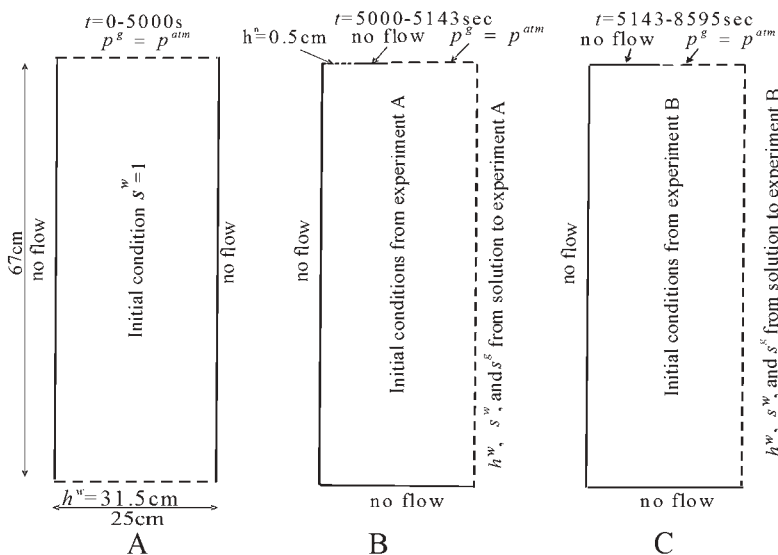 t=0-5000s
p^g = p^atm
no flow
67cm
Initial condition s^w=1
no flow
h^w=31.5cm
25cm
A
t=5000-5143sec
h^n=0.5cm
no flow
p^g = p^atm
no flow
Initial conditions from experiment A
h^w, s^w, and s^g from solution to experiment A
no flow
B
t=5143-8595sec
no flow
p^g = p^atm
no flow
Initial conditions from experiment B
h^w, s^w, and s^g from solution to experiment B
no flow
C